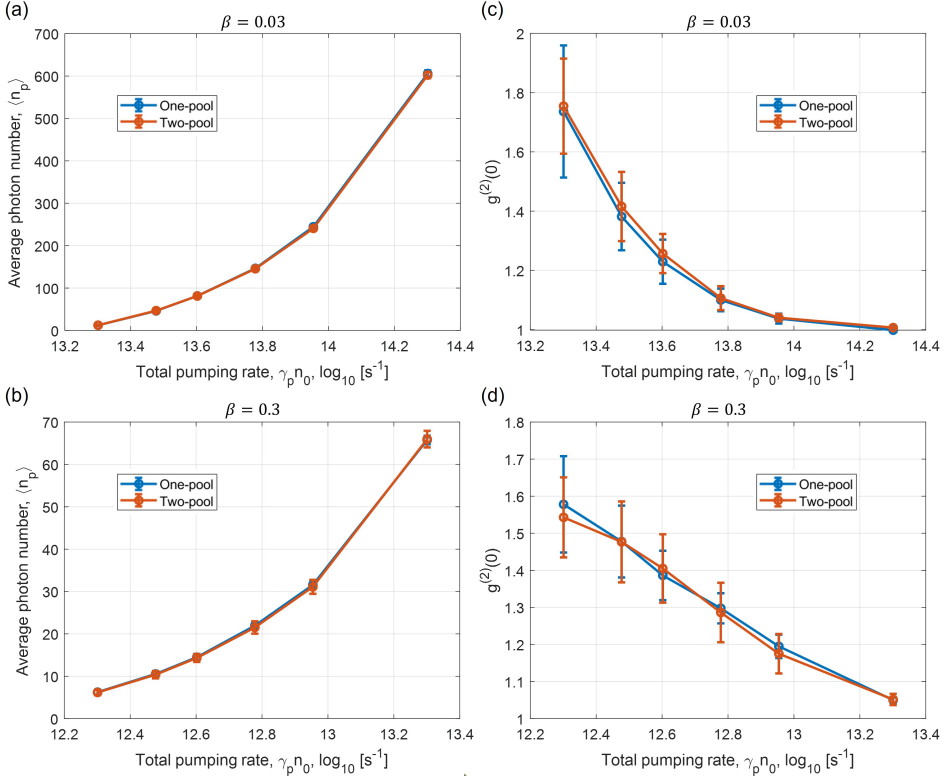 (a)
β = 0.03
Average photon number, ⟨n_p⟩
700
600
500
400
300
200
100
0
One-pool
Two-pool
13.2 13.4 13.6 13.8 14 14.2 14.4
Total pumping rate, γ_p n_0, log_10 [s^-1]
(c)
β = 0.03
g^(2)(0)
2
1.8
1.6
1.4
1.2
1
One-pool
Two-pool
13.2 13.4 13.6 13.8 14 14.2 14.4
Total pumping rate, γ_p n_0, log_10 [s^-1]
(b)
β = 0.3
Average photon number, ⟨n_p⟩
70
60
50
40
30
20
10
0
One-pool
Two-pool
12.2 12.4 12.6 12.8 13 13.2 13.4
Total pumping rate, γ_p n_0, log_10 [s^-1]
(d)
β = 0.3
g^(2)(0)
1.8
1.7
1.6
1.5
1.4
1.3
1.2
1.1
1
One-pool
Two-pool
12.2 12.4 12.6 12.8 13 13.2 13.4
Total pumping rate, γ_p n_0, log_10 [s^-1]